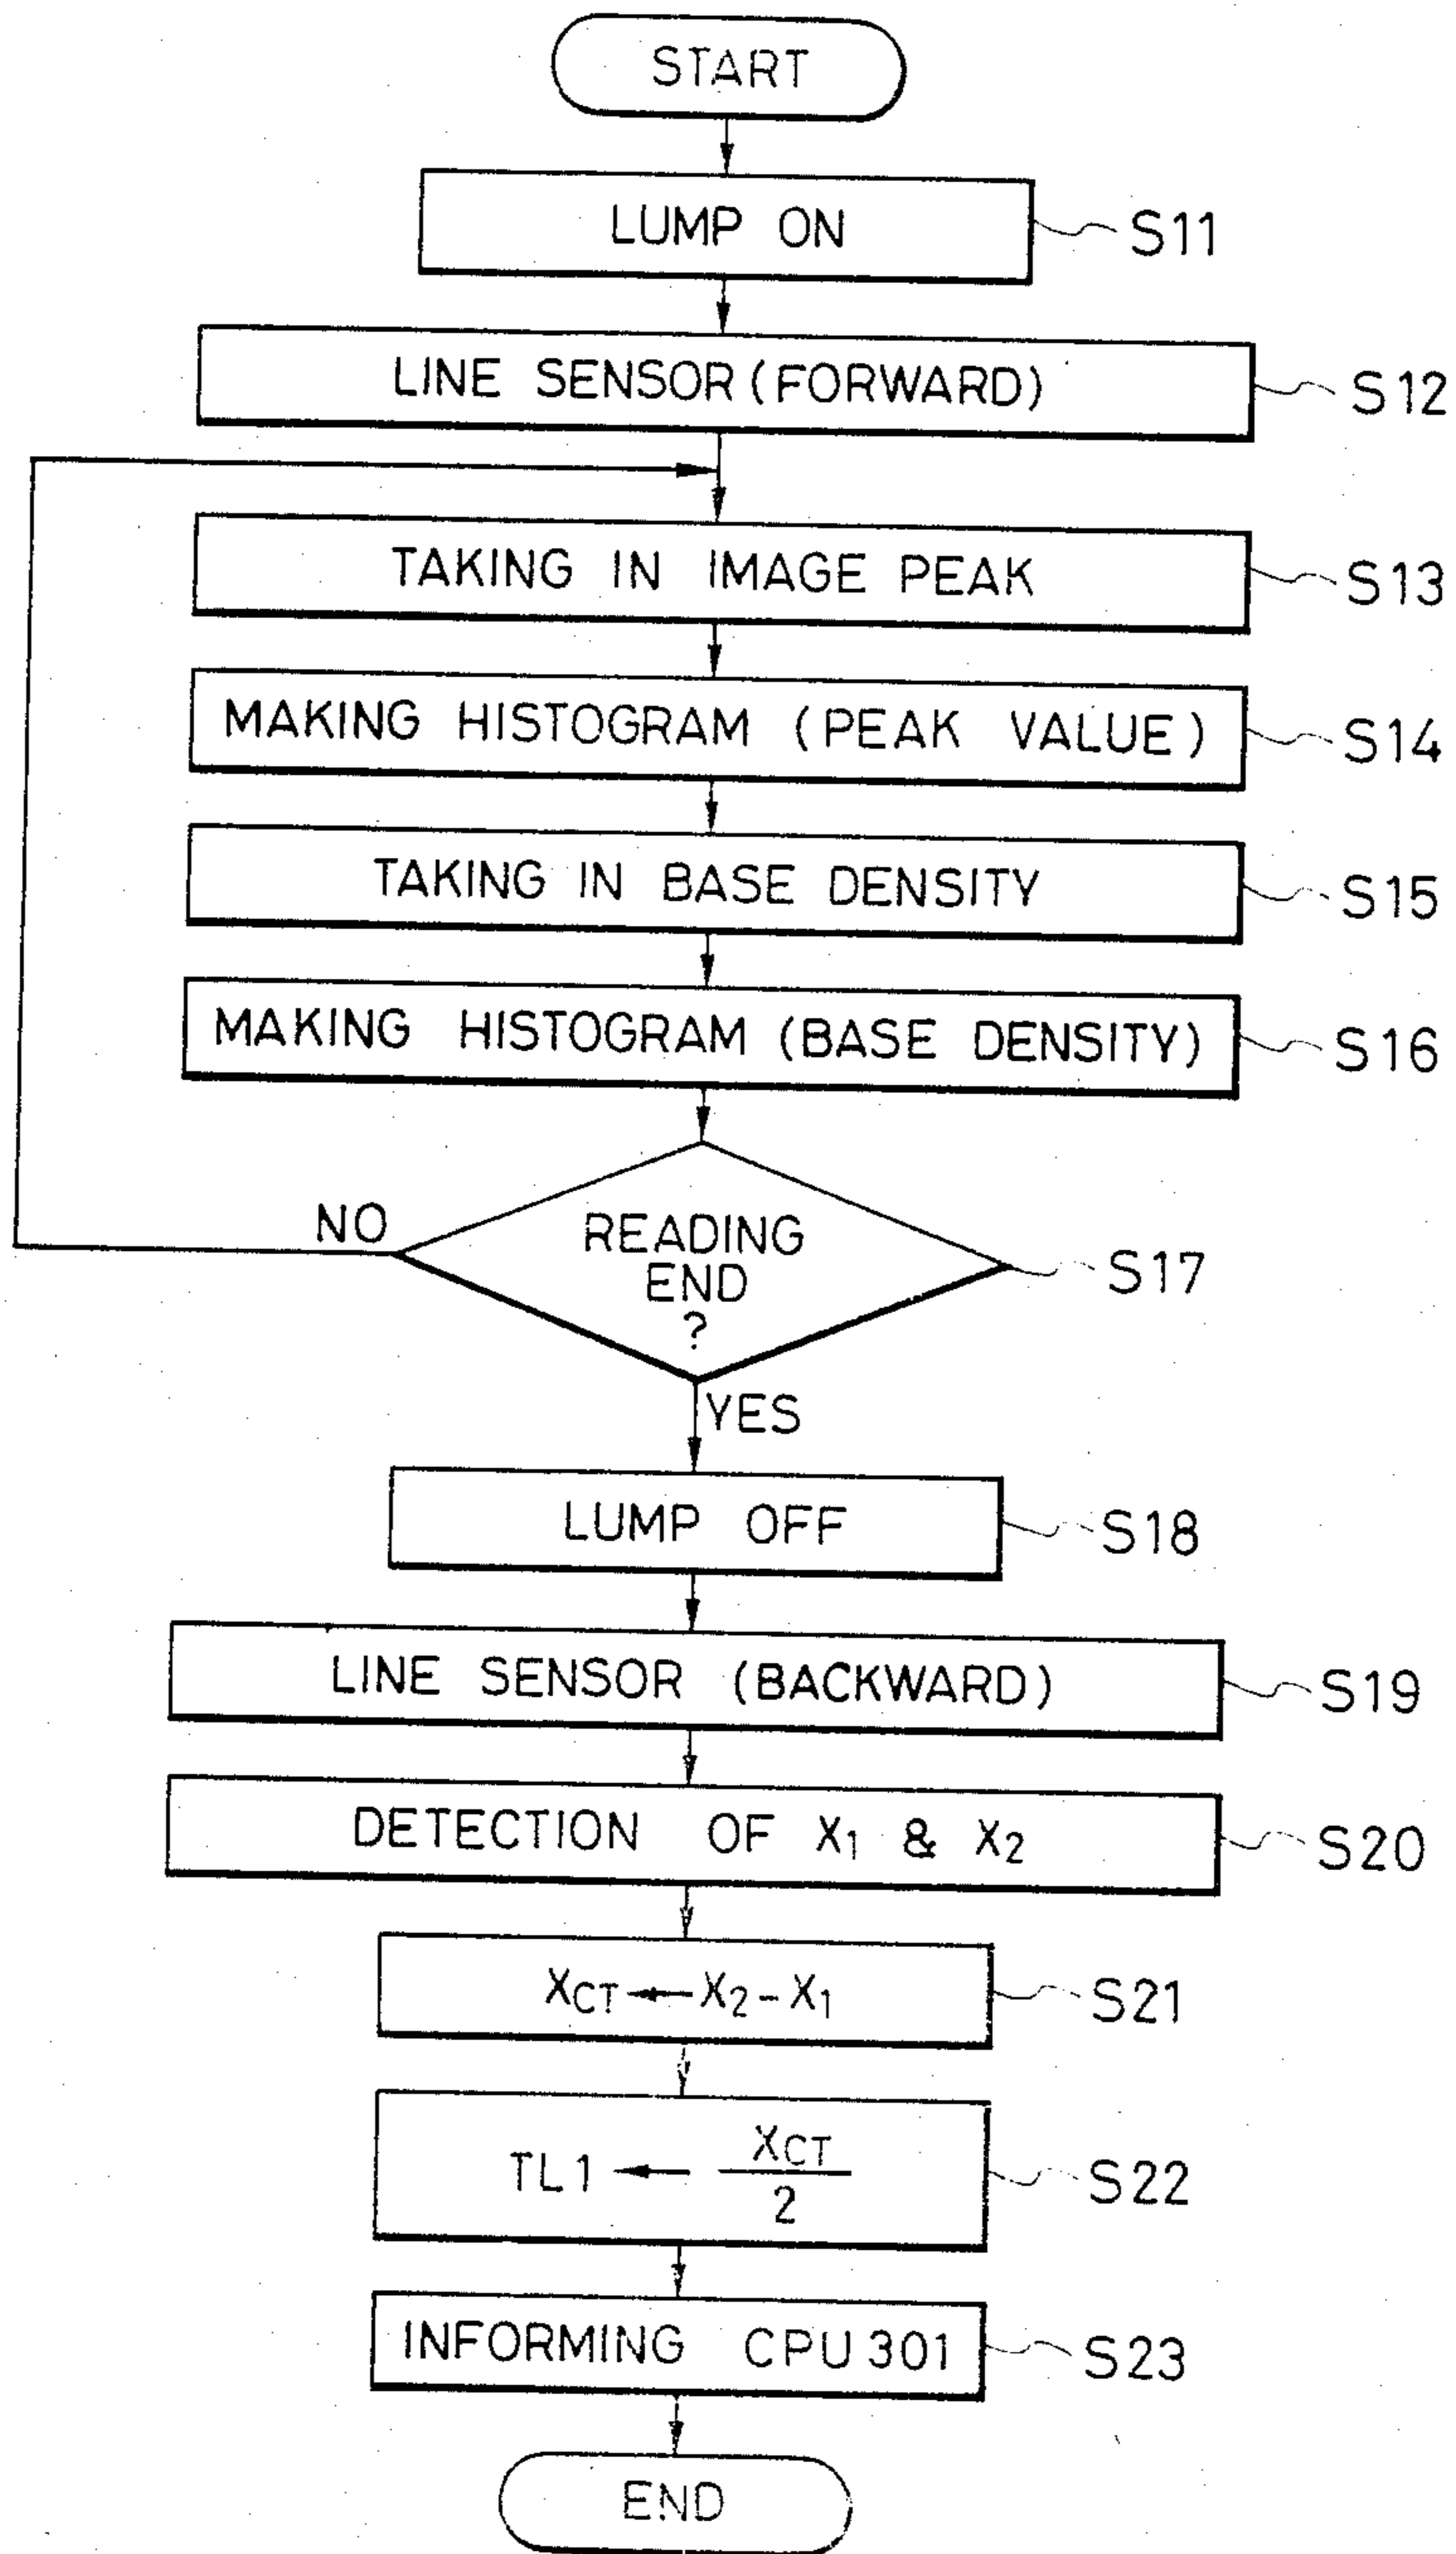 START
LUMP ON
S11
LINE SENSOR (FORWARD)
S12
TAKING IN IMAGE PEAK
S13
MAKING HISTOGRAM (PEAK VALUE)
S14
TAKING IN BASE DENSITY
S15
MAKING HISTOGRAM (BASE DENSITY)
S16
NO
READING
END
?
S17
YES
LUMP OFF
S18
LINE SENSOR (BACKWARD)
S19
DETECTION OF X₁ & X₂
S20
X_CT ← X₂ - X₁
S21
TL1 ← X_CT / 2
S22
INFORMING CPU 301
S23
END